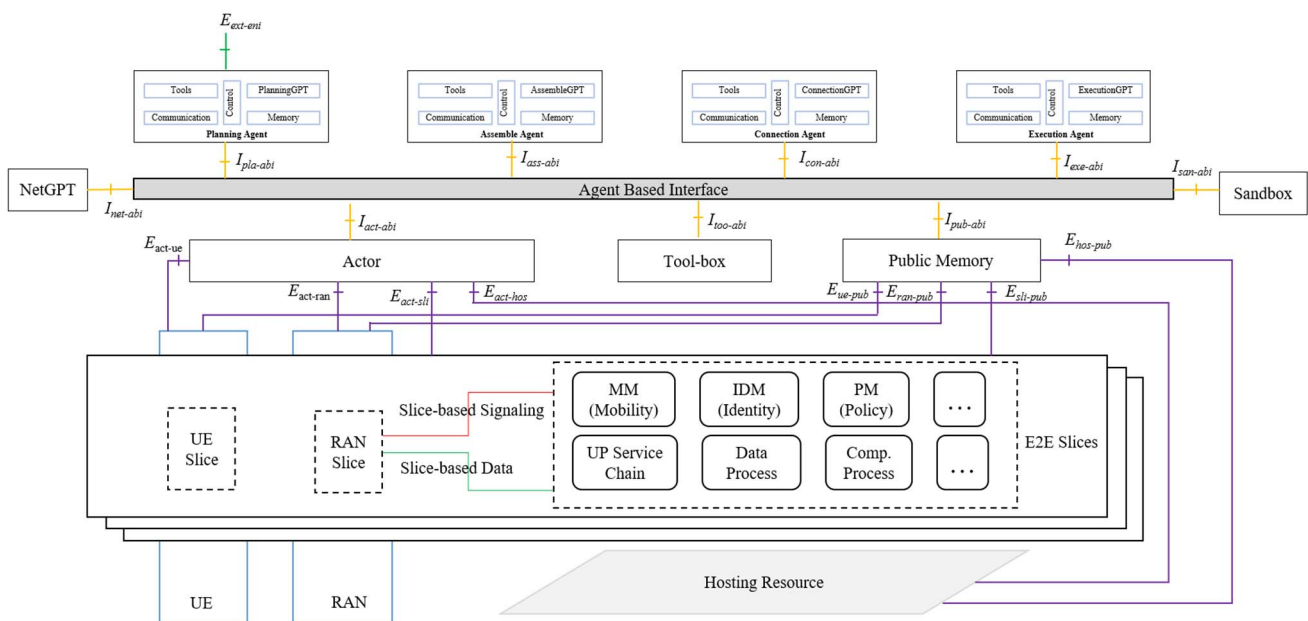 E_ext-eni
Tools
Control
PlanningGPT
Communication
Memory
Planning Agent
Tools
Control
AssembleGPT
Communication
Memory
Assemble Agent
Tools
Control
ConnectionGPT
Communication
Memory
Connection Agent
Tools
Control
ExecutionGPT
Communication
Memory
Execution Agent
I_pla-abi
I_ass-abi
I_con-abi
I_exe-abi
I_san-abi
NetGPT
Agent Based Interface
Sandbox
I_net-abi
I_act-abi
I_too-abi
I_pub-abi
E_act-ue
E_hos-pub
Actor
Tool-box
Public Memory
E_act-ran
E_act-sli
E_act-hos
E_ue-pub
E_ran-pub
E_sli-pub
UE
Slice
RAN
Slice
Slice-based Signaling
Slice-based Data
MM
(Mobility)
IDM
(Identity)
PM
(Policy)
...
UP Service
Chain
Data
Process
Comp.
Process
...
E2E Slices
UE
RAN
Hosting Resource